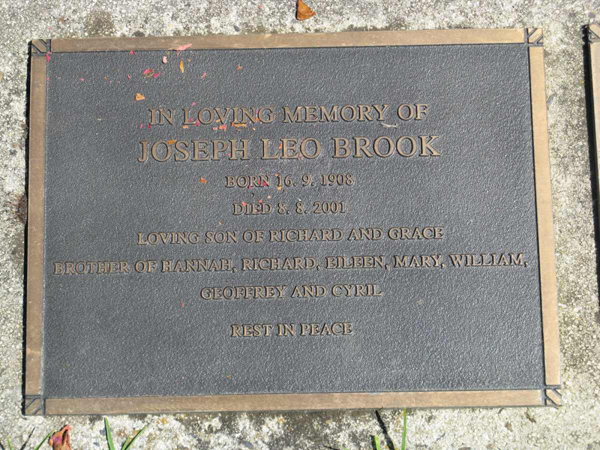 IN LOVING MEMORY OF
JOSEPH LEO BROOK
BORN 16. 9. 1908
DIED 8. 8. 2001
LOVING SON OF RICHARD AND GRACE
BROTHER OF HANNAH, RICHARD, EILEEN, MARY, WILLIAM,
GEOFFREY AND CYRIL
REST IN PEACE